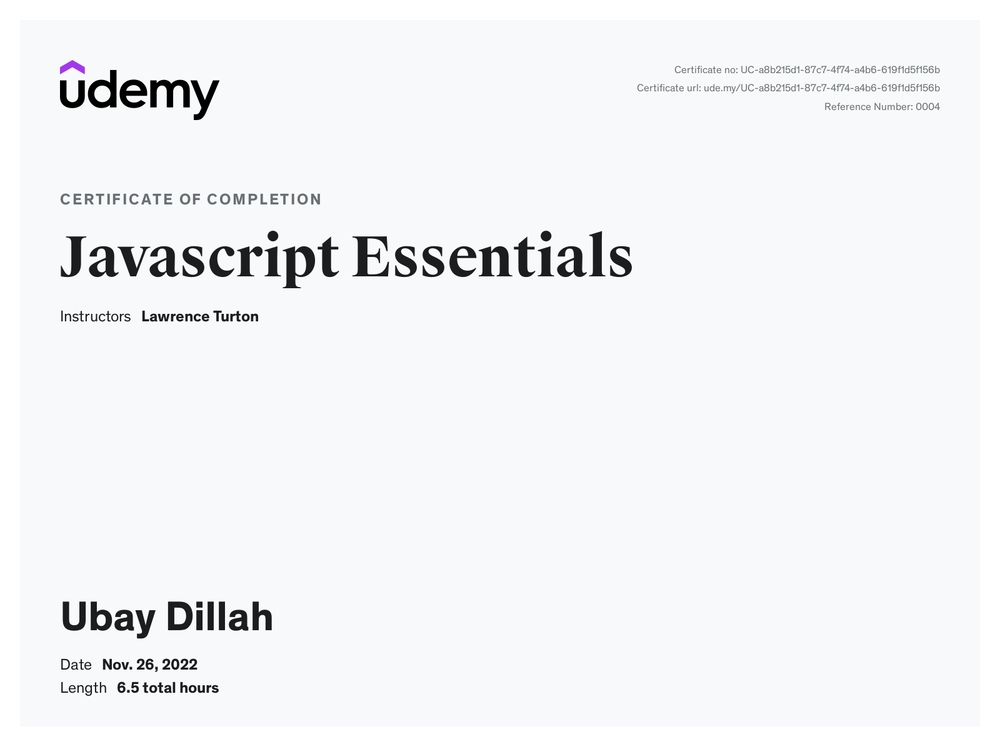 udemy
Certificate no: UC-a8b215d1-87c7-4f74-a4b6-619f1d5f156b
Certificate url: ude.my/UC-a8b215d1-87c7-4f74-a4b6-619f1d5f156b
Reference Number: 0004
CERTIFICATE OF COMPLETION
Javascript Essentials
Instructors Lawrence Turton
Ubay Dillah
Date Nov. 26, 2022
Length 6.5 total hours